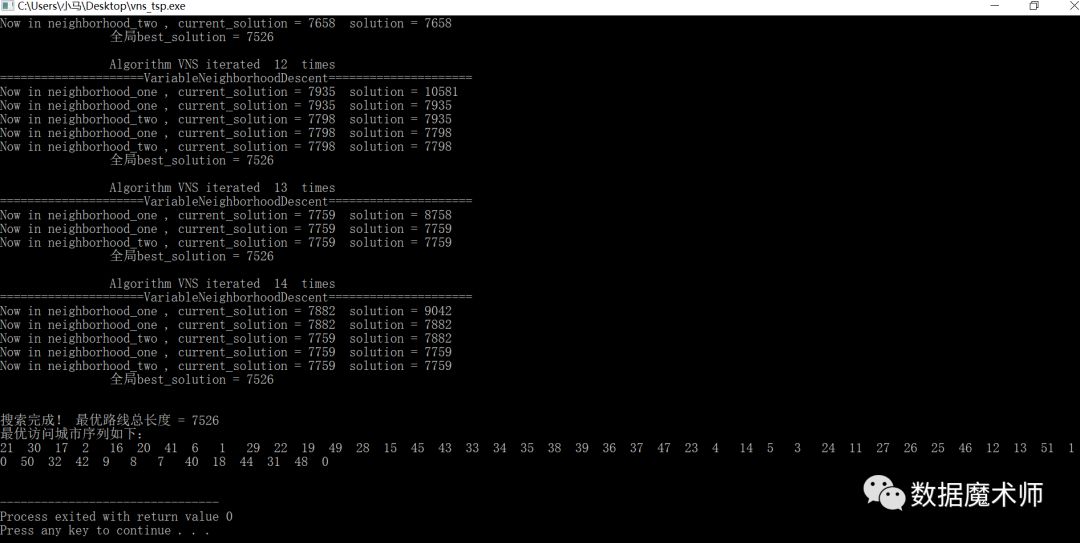 C:\Users\小马\Desktop\vns_tsp.exe
Now in neighborhood_two , current_solution = 7658 solution = 7658
全局best_solution = 7526
Algorithm VNS iterated 12 times
=====================VariableNeighborhoodDescent=====================
Now in neighborhood_one , current_solution = 7935 solution = 10581
Now in neighborhood_one , current_solution = 7935 solution = 7935
Now in neighborhood_two , current_solution = 7798 solution = 7935
Now in neighborhood_one , current_solution = 7798 solution = 7798
Now in neighborhood_two , current_solution = 7798 solution = 7798
全局best_solution = 7526
Algorithm VNS iterated 13 times
=====================VariableNeighborhoodDescent=====================
Now in neighborhood_one , current_solution = 7759 solution = 8758
Now in neighborhood_one , current_solution = 7759 solution = 7759
Now in neighborhood_two , current_solution = 7759 solution = 7759
全局best_solution = 7526
Algorithm VNS iterated 14 times
=====================VariableNeighborhoodDescent=====================
Now in neighborhood_one , current_solution = 7882 solution = 9042
Now in neighborhood_one , current_solution = 7882 solution = 7882
Now in neighborhood_two , current_solution = 7759 solution = 7882
Now in neighborhood_one , current_solution = 7759 solution = 7759
Now in neighborhood_two , current_solution = 7759 solution = 7759
全局best_solution = 7526
搜索完成! 最优路线总长度 = 7526
最优访问城市序列如下:
21 30 17 2 16 20 41 6 1 29 22 19 49 28 15 45 43 33 34 35 38 39 36 37 47 23 4 14 5 3 24 11 27 26 25 46 12 13 51 1
0 50 32 42 9 8 7 40 18 44 31 48 0
--------------------------------
Process exited with return value 0
Press any key to continue . . .
数据魔术师